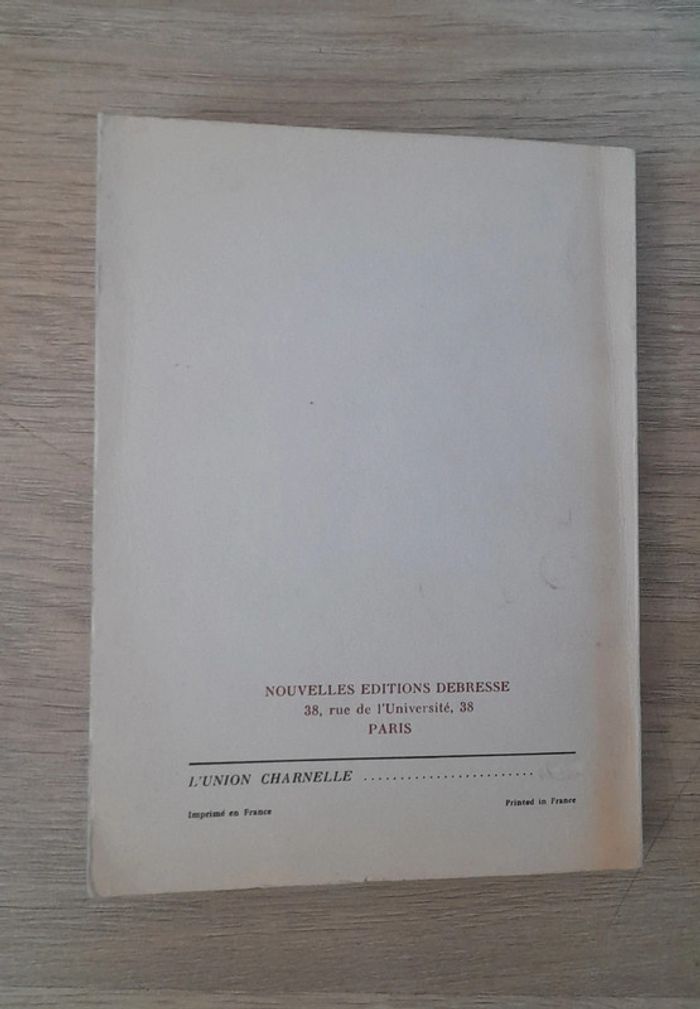 NOUVELLES EDITIONS DEBRESSE
38, rue de l'Université, 38
PARIS
L'UNION CHARNELLE ........................
Imprimé en France
Printed in France